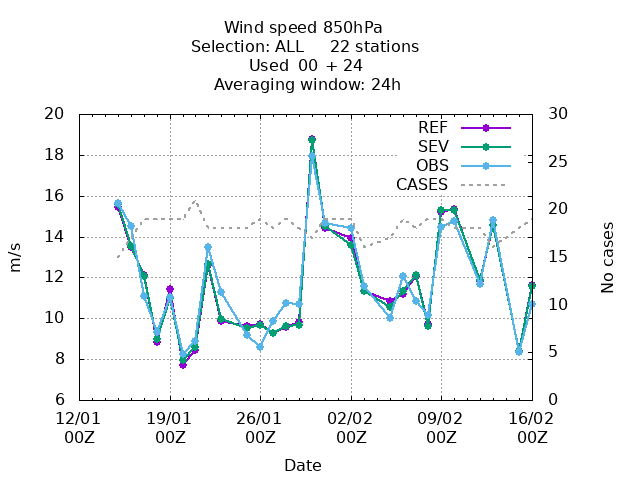 Wind speed 850hPa
Selection: ALL 22 stations
Used 00 + 24
Averaging window: 24h
20 30
REF
18 25
SEV
OBS
16 20
CASES
14 15
12
10 10
8 5
6 0
m/s
No cases
12/01 19/01 26/01 02/02 09/02 16/02
00Z 00Z 00Z 00Z 00Z 00Z
Date